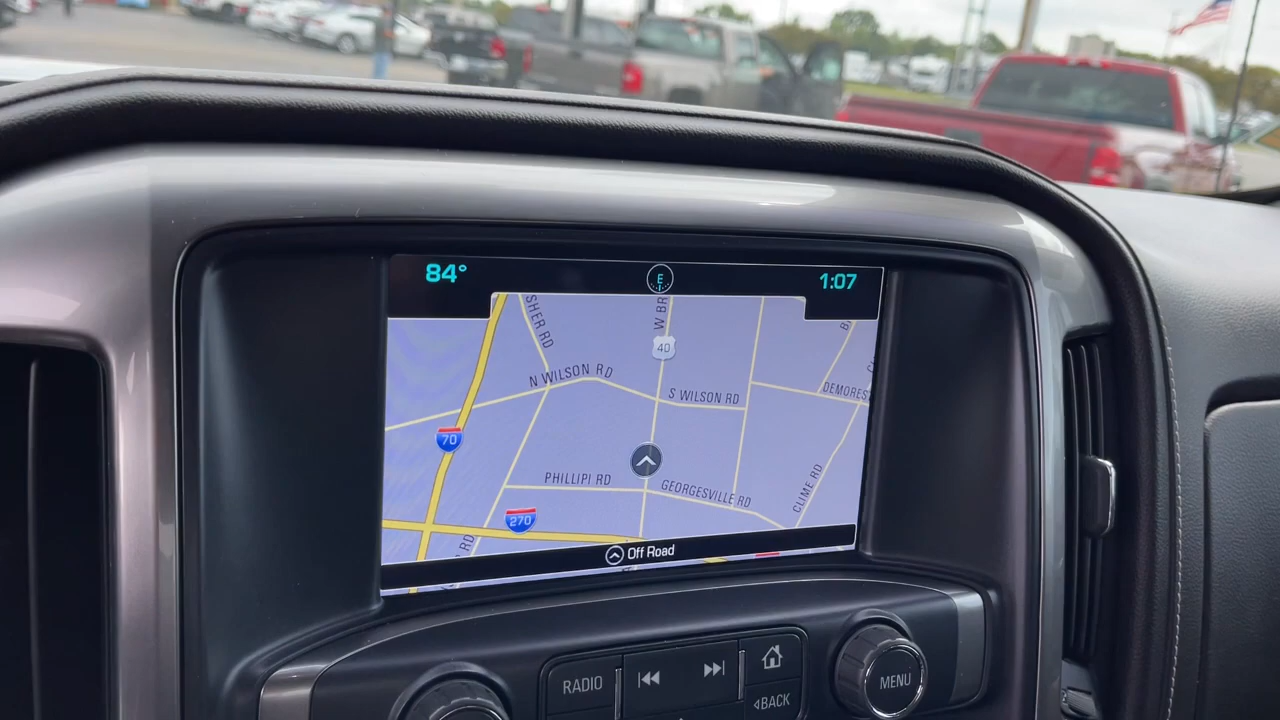 84°
E
1:07
SHER RD
W BR
40
N WILSON RD
S WILSON RD
DEMORES
70
PHILLIPI RD
GEORGESVILLE RD
CLIME RD
270
RD
Off Road
RADIO
BACK
MENU